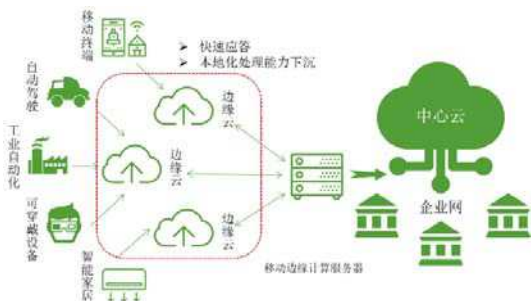 移动终端
➤ 快速应答
➤ 本地化处理能力下沉
自动驾驶
边缘云
中心云
工业自动化
边缘云
可穿戴设备
边缘云
企业网
智能家居
移动边缘计算服务器